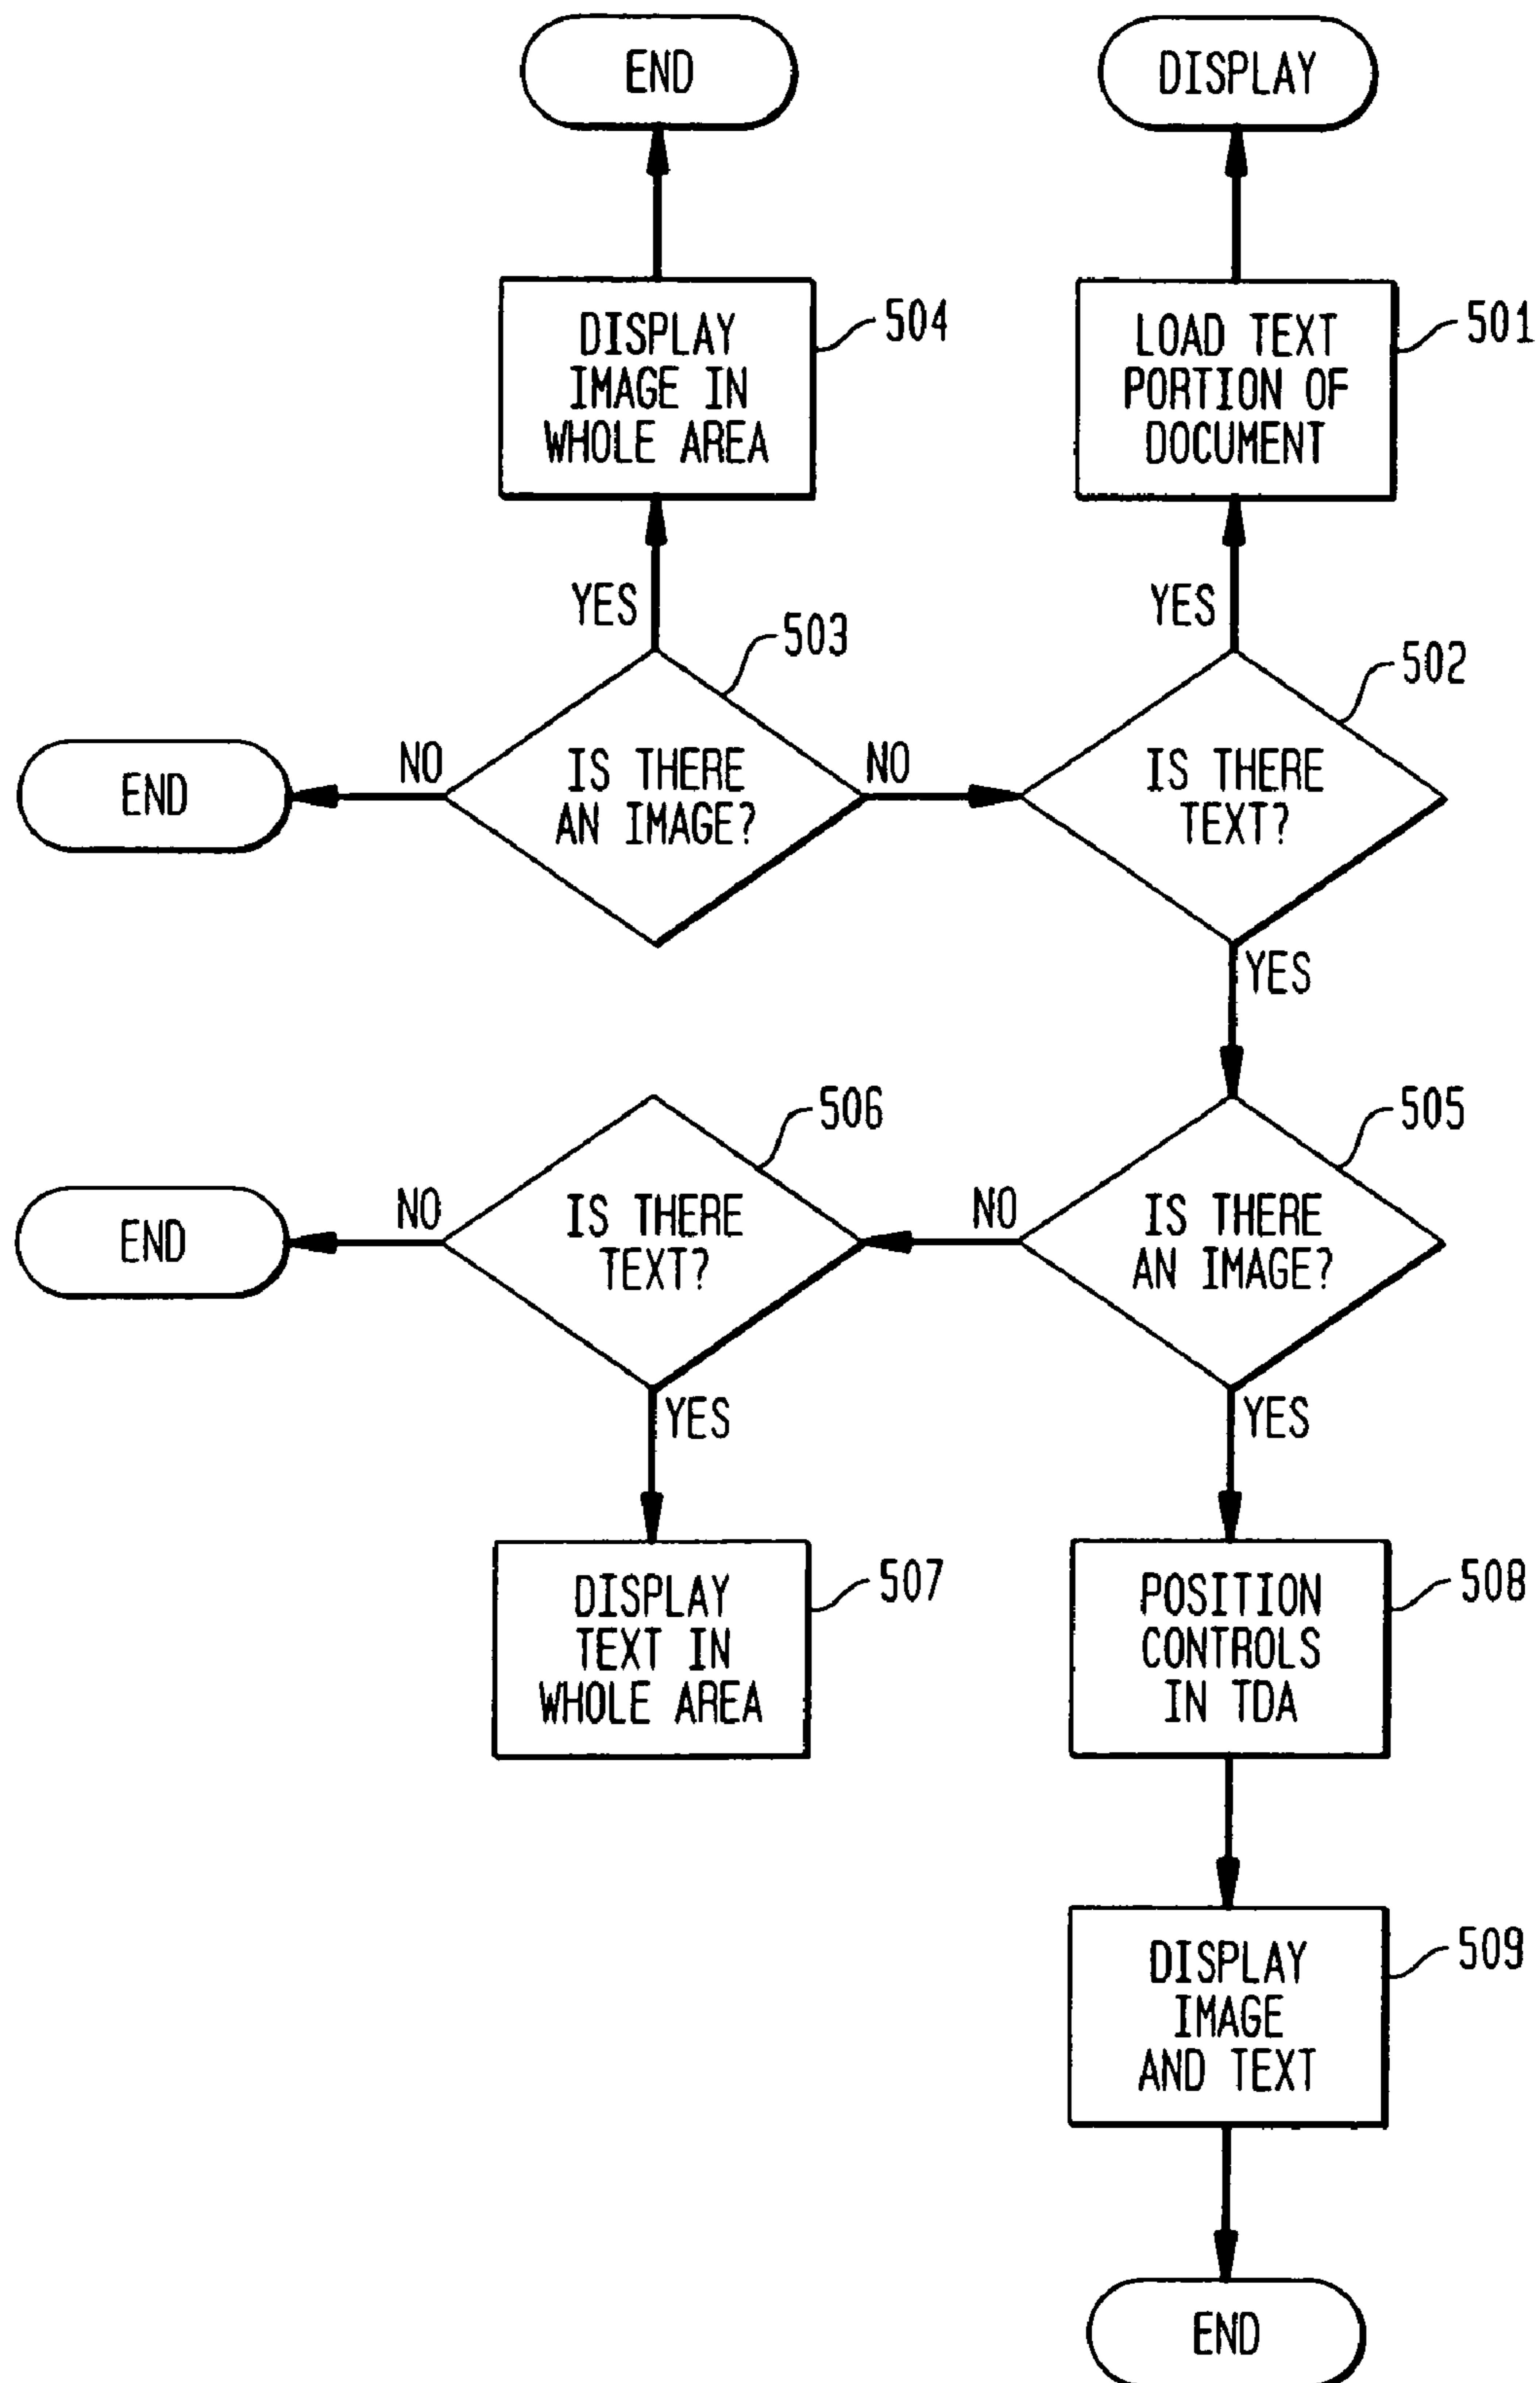 END
DISPLAY
DISPLAY
IMAGE IN
WHOLE AREA
504
LOAD TEXT
PORTION OF
DOCUMENT
501
YES
YES
503
502
END
NO
IS THERE
AN IMAGE?
NO
IS THERE
TEXT?
YES
506
505
END
NO
IS THERE
TEXT?
NO
IS THERE
AN IMAGE?
YES
YES
DISPLAY
TEXT IN
WHOLE AREA
507
POSITION
CONTROLS
IN TDA
508
DISPLAY
IMAGE
AND TEXT
509
END